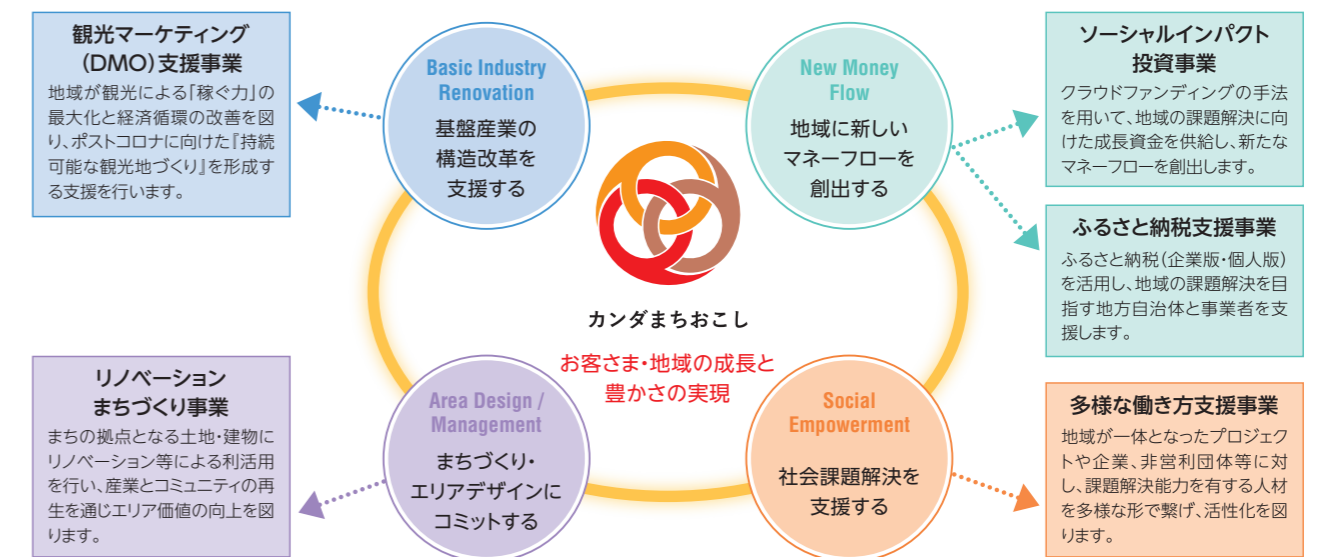 観光マーケティング
(DMO)支援事業
地域が観光による「稼ぐ力」の
最大化と経済循環の改善を図
り、ポストコロナに向けた『持続
可能な観光地づくり』を形成す
る支援を行います。
Basic Industry
Renovation
基盤産業の
構造改革を
支援する
New Money
Flow
地域に新しい
マネーフローを
創出する
ソーシャルインパクト
投資事業
クラウドファンディングの手法
を用いて、地域の課題解決に向
けた成長資金を供給し、新たな
マネーフローを創出します。
ふるさと納税支援事業
ふるさと納税(企業版・個人版)
を活用し、地域の課題解決を目
指す地方自治体と事業者を支
援します。
カンダまちおこし
お客さま・地域の成長と
豊かさの実現
リノベーション
まちづくり事業
まちの拠点となる土地・建物に
リノベーション等による利活用
を行い、産業とコミュニティの再
生を通じエリア価値の向上を図
ります。
Area Design /
Management
まちづくり・
エリアデザインに
コミットする
Social
Empowerment
社会課題解決を
支援する
多様な働き方支援事業
地域が一体となったプロジェク
トや企業、非営利団体等に対
し、課題解決能力を有する人材
を多様な形で繋げ、活性化を図
ります。